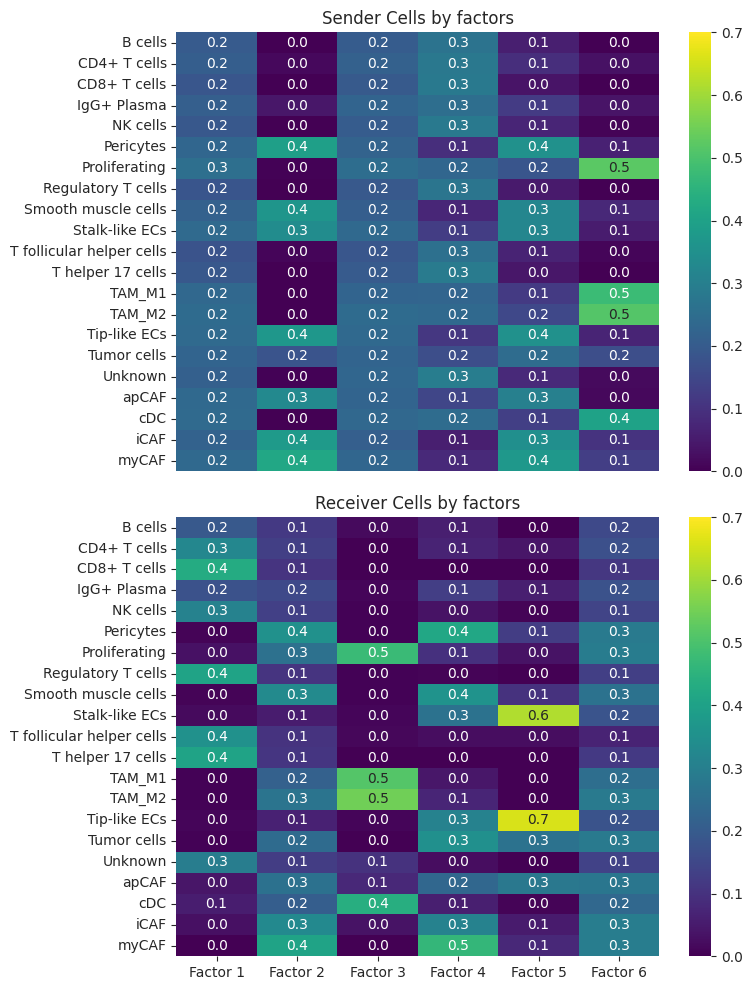 Sender Cells by factors
B cells 0.2 0.0 0.2 0.3 0.1 0.0
CD4+ T cells 0.2 0.0 0.2 0.3 0.1 0.0
CD8+ T cells 0.2 0.0 0.2 0.3 0.0 0.0
IgG+ Plasma 0.2 0.0 0.2 0.3 0.1 0.0
NK cells 0.2 0.0 0.2 0.3 0.1 0.0
Pericytes 0.2 0.4 0.2 0.1 0.4 0.1
Proliferating 0.3 0.0 0.2 0.2 0.2 0.5
Regulatory T cells 0.2 0.0 0.2 0.3 0.0 0.0
Smooth muscle cells 0.2 0.4 0.2 0.1 0.3 0.1
Stalk-like ECs 0.2 0.3 0.2 0.1 0.3 0.1
T follicular helper cells 0.2 0.0 0.2 0.3 0.1 0.0
T helper 17 cells 0.2 0.0 0.2 0.3 0.0 0.0
TAM_M1 0.2 0.0 0.2 0.2 0.1 0.5
TAM_M2 0.2 0.0 0.2 0.2 0.2 0.5
Tip-like ECs 0.2 0.4 0.2 0.1 0.4 0.1
Tumor cells 0.2 0.2 0.2 0.2 0.2 0.2
Unknown 0.2 0.0 0.2 0.3 0.1 0.0
apCAF 0.2 0.3 0.2 0.1 0.3 0.0
cDC 0.2 0.0 0.2 0.2 0.1 0.4
iCAF 0.2 0.4 0.2 0.1 0.3 0.1
myCAF 0.2 0.4 0.2 0.1 0.4 0.1
0.7
0.6
0.5
0.4
0.3
0.2
0.1
0.0
Receiver Cells by factors
B cells 0.2 0.1 0.0 0.1 0.0 0.2
CD4+ T cells 0.3 0.1 0.0 0.1 0.0 0.2
CD8+ T cells 0.4 0.1 0.0 0.0 0.0 0.1
IgG+ Plasma 0.2 0.2 0.0 0.1 0.1 0.2
NK cells 0.3 0.1 0.0 0.0 0.0 0.1
Pericytes 0.0 0.4 0.0 0.4 0.1 0.3
Proliferating 0.0 0.3 0.5 0.1 0.0 0.3
Regulatory T cells 0.4 0.1 0.0 0.0 0.0 0.1
Smooth muscle cells 0.0 0.3 0.0 0.4 0.1 0.3
Stalk-like ECs 0.0 0.1 0.0 0.3 0.6 0.2
T follicular helper cells 0.4 0.1 0.0 0.0 0.0 0.1
T helper 17 cells 0.4 0.1 0.0 0.0 0.0 0.1
TAM_M1 0.0 0.2 0.5 0.0 0.0 0.2
TAM_M2 0.0 0.3 0.5 0.1 0.0 0.3
Tip-like ECs 0.0 0.1 0.0 0.3 0.7 0.2
Tumor cells 0.0 0.2 0.0 0.3 0.3 0.3
Unknown 0.3 0.1 0.1 0.0 0.0 0.1
apCAF 0.0 0.3 0.1 0.2 0.3 0.3
cDC 0.1 0.2 0.4 0.1 0.0 0.2
iCAF 0.0 0.3 0.0 0.3 0.1 0.3
myCAF 0.0 0.4 0.0 0.5 0.1 0.3
Factor 1 Factor 2 Factor 3 Factor 4 Factor 5 Factor 6
0.7
0.6
0.5
0.4
0.3
0.2
0.1
0.0